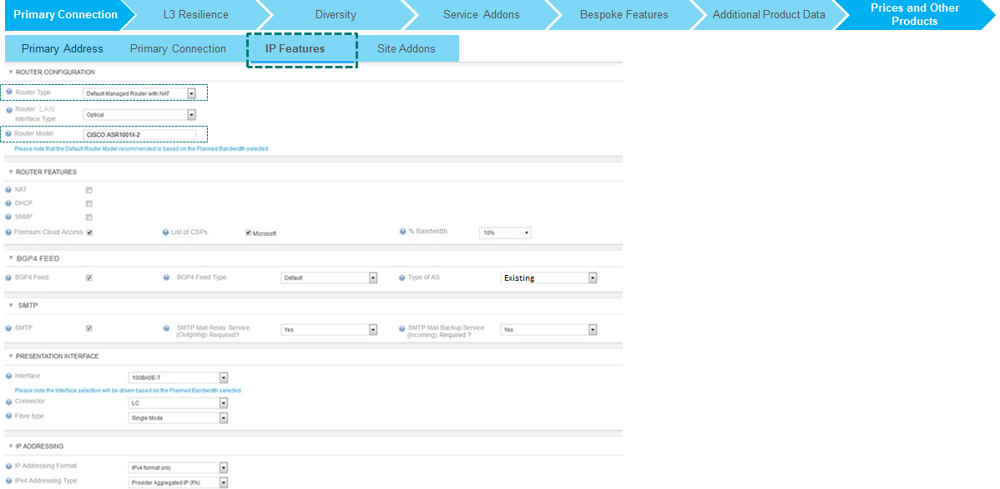 Primary Connection
L3 Resilience
Diversity
Service Addons
Bespoke Features
Additional Product Data
Prices and Other
Products
Primary Address
Primary Connection
IP Features
Site Addons
ROUTER CONFIGURATION
Router Type
Default Managed Router with NAT
Router LAN
Interface Type
Optical
Router Model
CISCO ASR1001X-2
Please note that the Default Router Model recommended is based on the Planned Bandwidth selected
ROUTER FEATURES
NAT
DHCP
SNMP
Premium Cloud Access
List of CSPs
Microsoft
% Bandwidth
10%
BGP4 FEED
BGP4 Feed
BGP4 Feed Type
Default
Type of AS
Existing
SMTP
SMTP
SMTP Mail Relay Service
(Outgoing) Required?
Yes
SMTP Mail Backup Service
(Incoming) Required ?
Yes
PRESENTATION INTERFACE
Interface
100BASE-T
Please note the Interface selection will be driven based on the Planned Bandwidth selected
Connector
LC
Fibre type
Single Mode
IP ADDRESSING
IP Addressing Format
IPv4 format only
IPv4 Addressing Type
Provider Aggregated IP (PA)